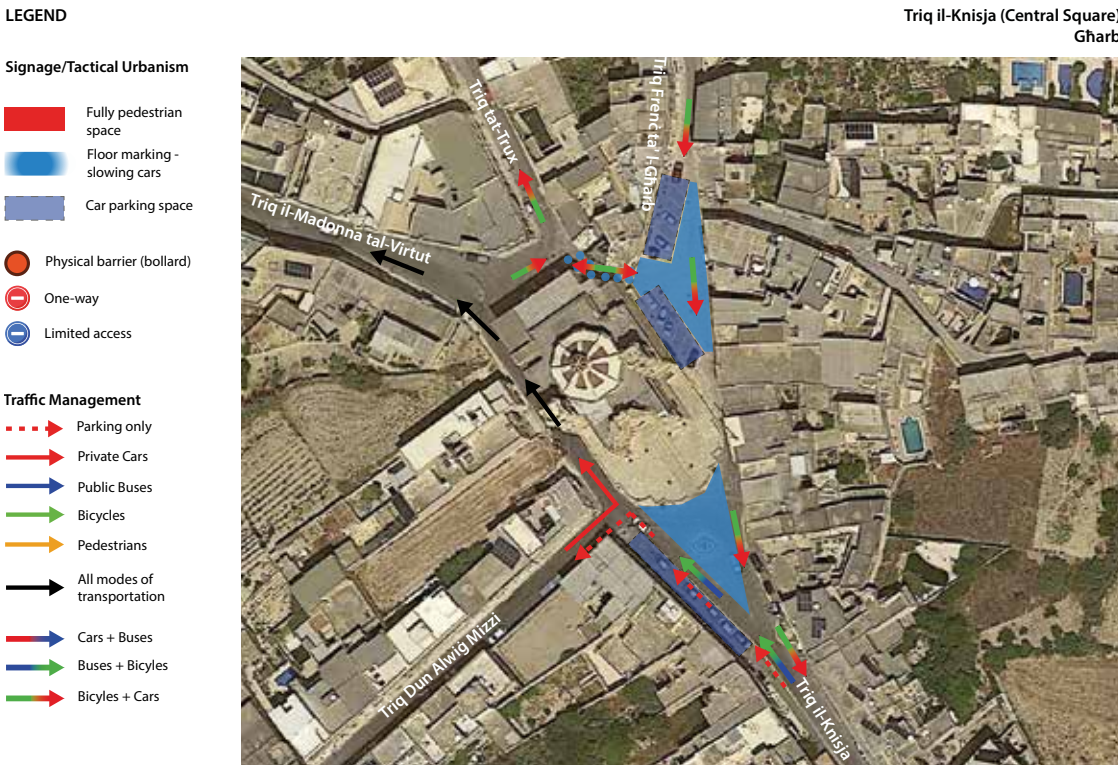 LEGEND
Triq il-Knisja (Central Square)
Għarb
Signage/Tactical Urbanism
Fully pedestrian
space
Floor marking -
slowing cars
Car parking space
Physical barrier (bollard)
One-way
Limited access
Traffic Management
Parking only
Private Cars
Public Buses
Bicycles
Pedestrians
All modes of
transportation
Cars + Buses
Buses + Bicyles
Bicyles + Cars
Triq tat-Trux
Triq Frenċ ta' l-Għarb
Triq il-Madonna tal-Virtut
Triq Dun Alwiġ Mizzi
Triq il-Knisja